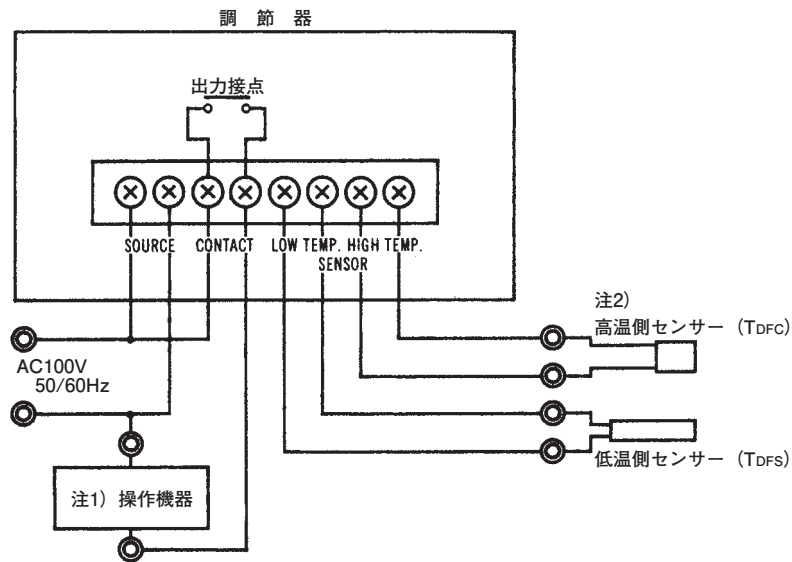 調節器
出力接点
SOURCE CONTACT LOW TEMP. HIGH TEMP.
SENSOR
AC100V
50/60Hz
注1）操作機器
注2）
高温側センサー（TDFC）
低温側センサー（TDFS）